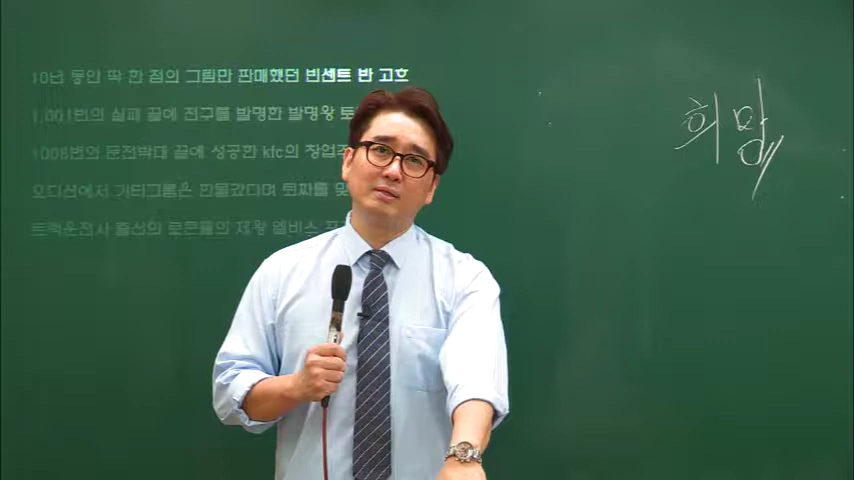 10년 동안 딱 한 점의 그림만 판매했던 빈센트 반 고흐
1,001번의 실패 끝에 전구를 발명한 발명왕
1008번의 문전박대 끝에 성공한 kfc의
오디션에서 기타그룹은 한물갔다며 퇴짜를
트럭운전사 출신의 로큰롤의 제왕 엘비스
희망